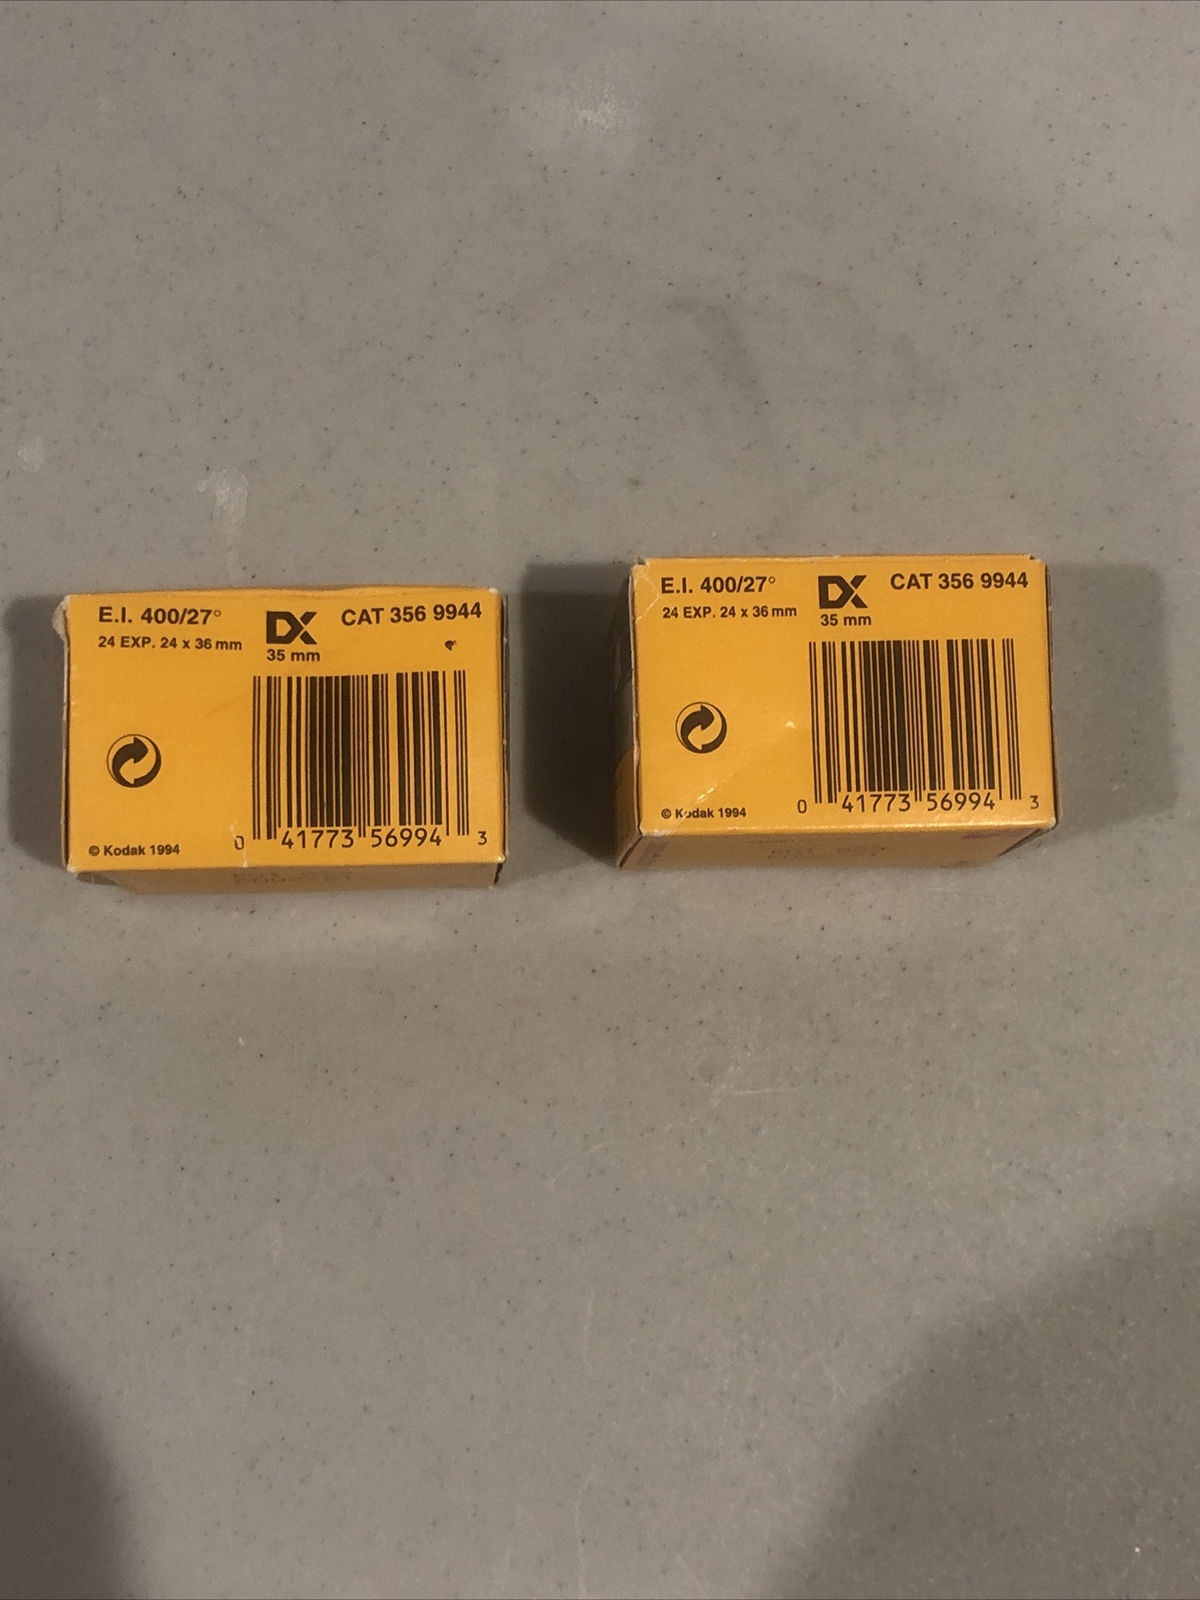 E.I. 400/27° DX CAT 356 9944
24 EXP. 24 x 36 mm 35 mm
© Kodak 1994 0 41773 56994 3
E.I. 400/27° DX CAT 356 9944
24 EXP. 24 x 36 mm 35 mm
© Kodak 1994 0 41773 56994 3